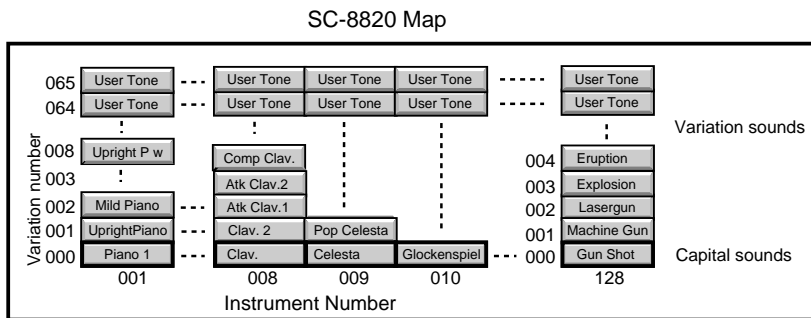 SC-8820 Map
065 User Tone User Tone User Tone User Tone User Tone
064 User Tone User Tone User Tone User Tone User Tone
Variation sounds
008 Upright P w Comp Clav. 004 Eruption
003 Atk Clav.2 003 Explosion
002 Mild Piano Atk Clav.1 002 Lasergun
001 UprightPiano Clav. 2 Pop Celesta 001 Machine Gun
000 Piano 1 Clav. Celesta Glockenspiel 000 Gun Shot Capital sounds
Variation number
001 008 009 010 128
Instrument Number